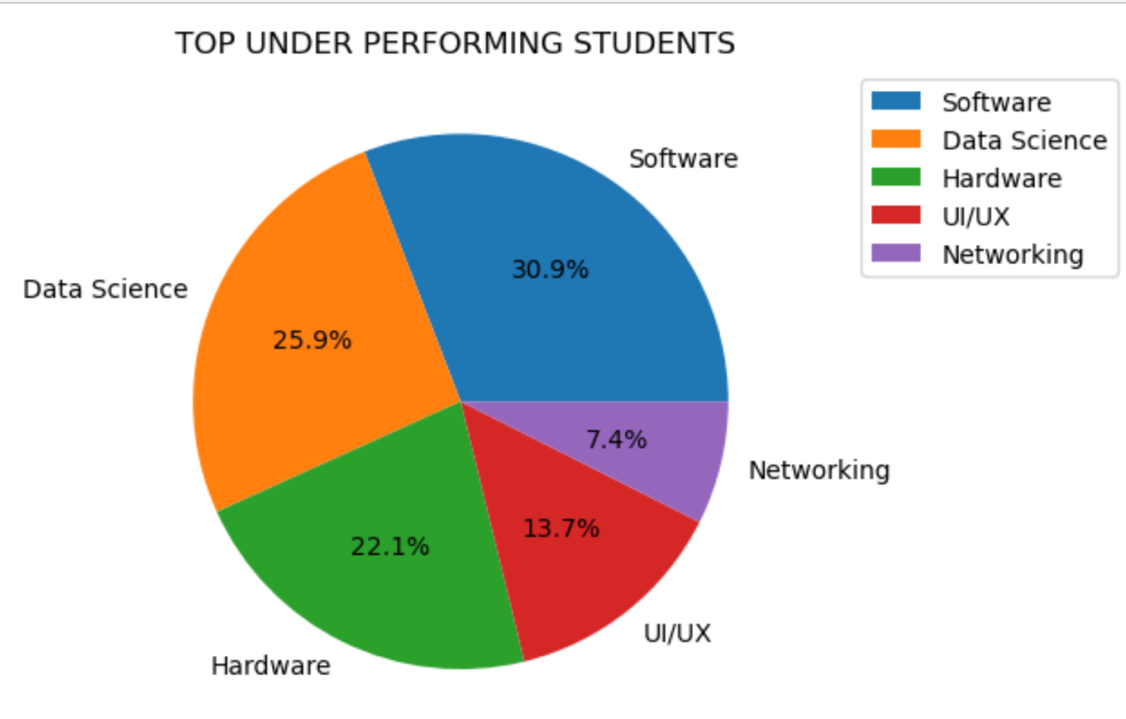 TOP UNDER PERFORMING STUDENTS
Software
Data Science
Hardware
UI/UX
Networking
Software
30.9%
Data Science
25.9%
7.4%
Networking
13.7%
22.1%
UI/UX
Hardware